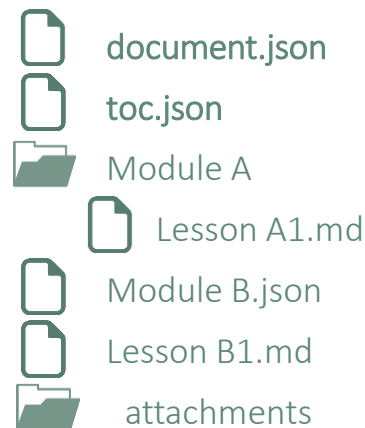 document.json
toc.json
Module A
Lesson A1.md
Module B.json
Lesson B1.md
attachments